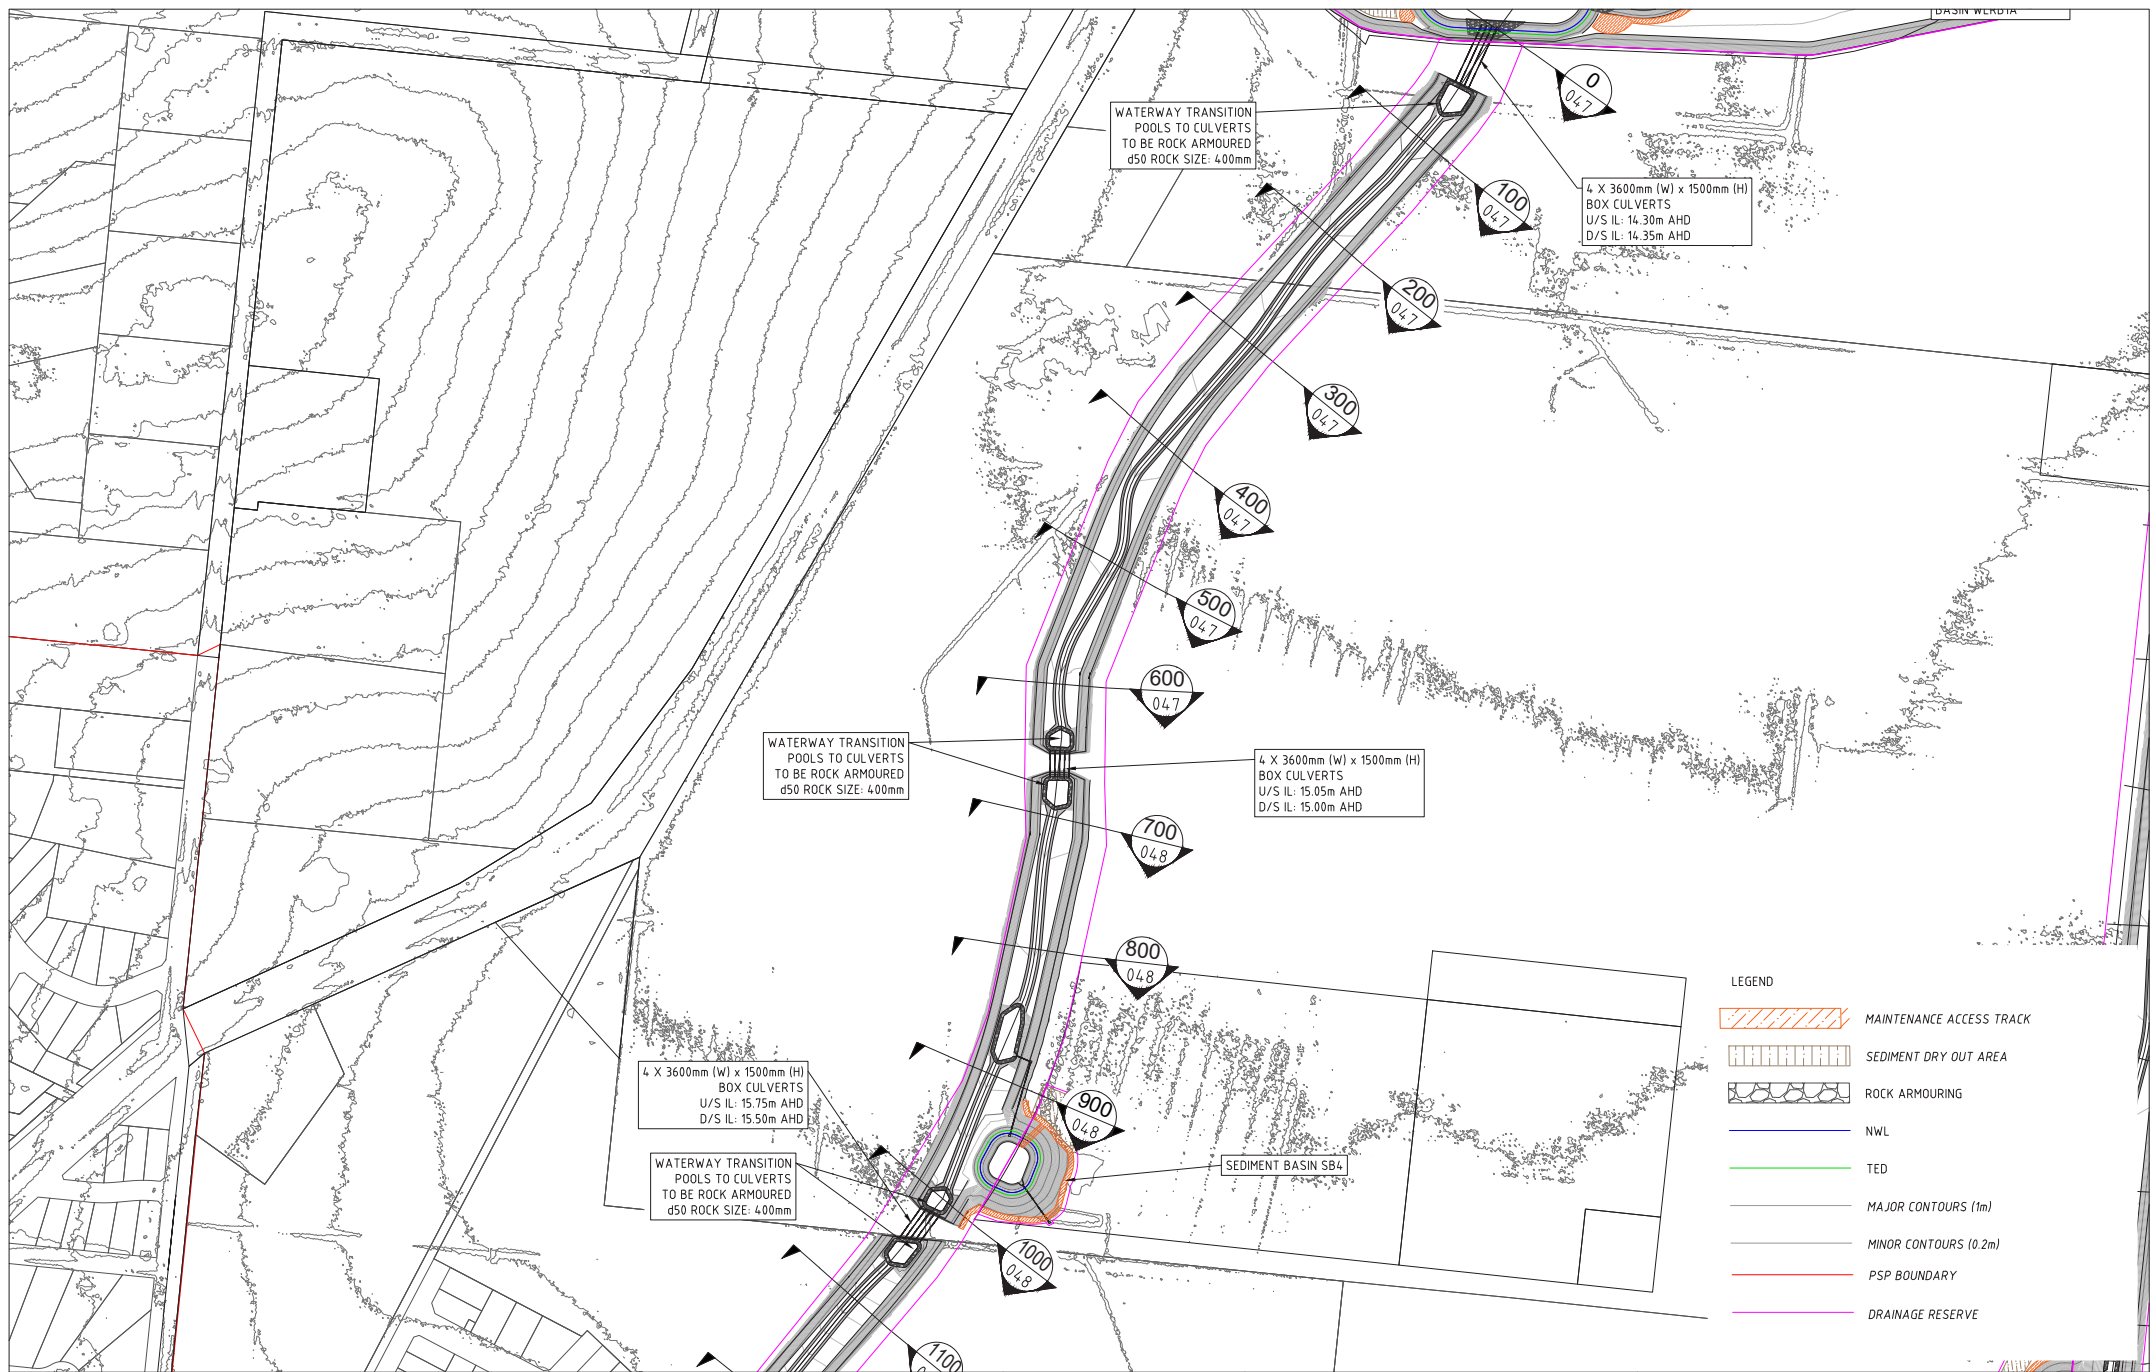 BASIN WERB1A
0
047
WATERWAY TRANSITION
POOLS TO CULVERTS
TO BE ROCK ARMOURED
d50 ROCK SIZE: 400mm
100
047
4 X 3600mm (W) x 1500mm (H)
BOX CULVERTS
U/S IL: 14.30m AHD
D/S IL: 14.35m AHD
200
047
300
047
400
047
500
047
600
047
WATERWAY TRANSITION
POOLS TO CULVERTS
TO BE ROCK ARMOURED
d50 ROCK SIZE: 400mm
4 X 3600mm (W) x 1500mm (H)
BOX CULVERTS
U/S IL: 15.05m AHD
D/S IL: 15.00m AHD
700
048
800
048
4 X 3600mm (W) x 1500mm (H)
BOX CULVERTS
U/S IL: 15.75m AHD
D/S IL: 15.50m AHD
900
048
WATERWAY TRANSITION
POOLS TO CULVERTS
TO BE ROCK ARMOURED
d50 ROCK SIZE: 400mm
SEDIMENT BASIN SB4
1000
048
1100
LEGEND
MAINTENANCE ACCESS TRACK
SEDIMENT DRY OUT AREA
ROCK ARMOURING
NWL
TED
MAJOR CONTOURS (1m)
MINOR CONTOURS (0.2m)
PSP BOUNDARY
DRAINAGE RESERVE